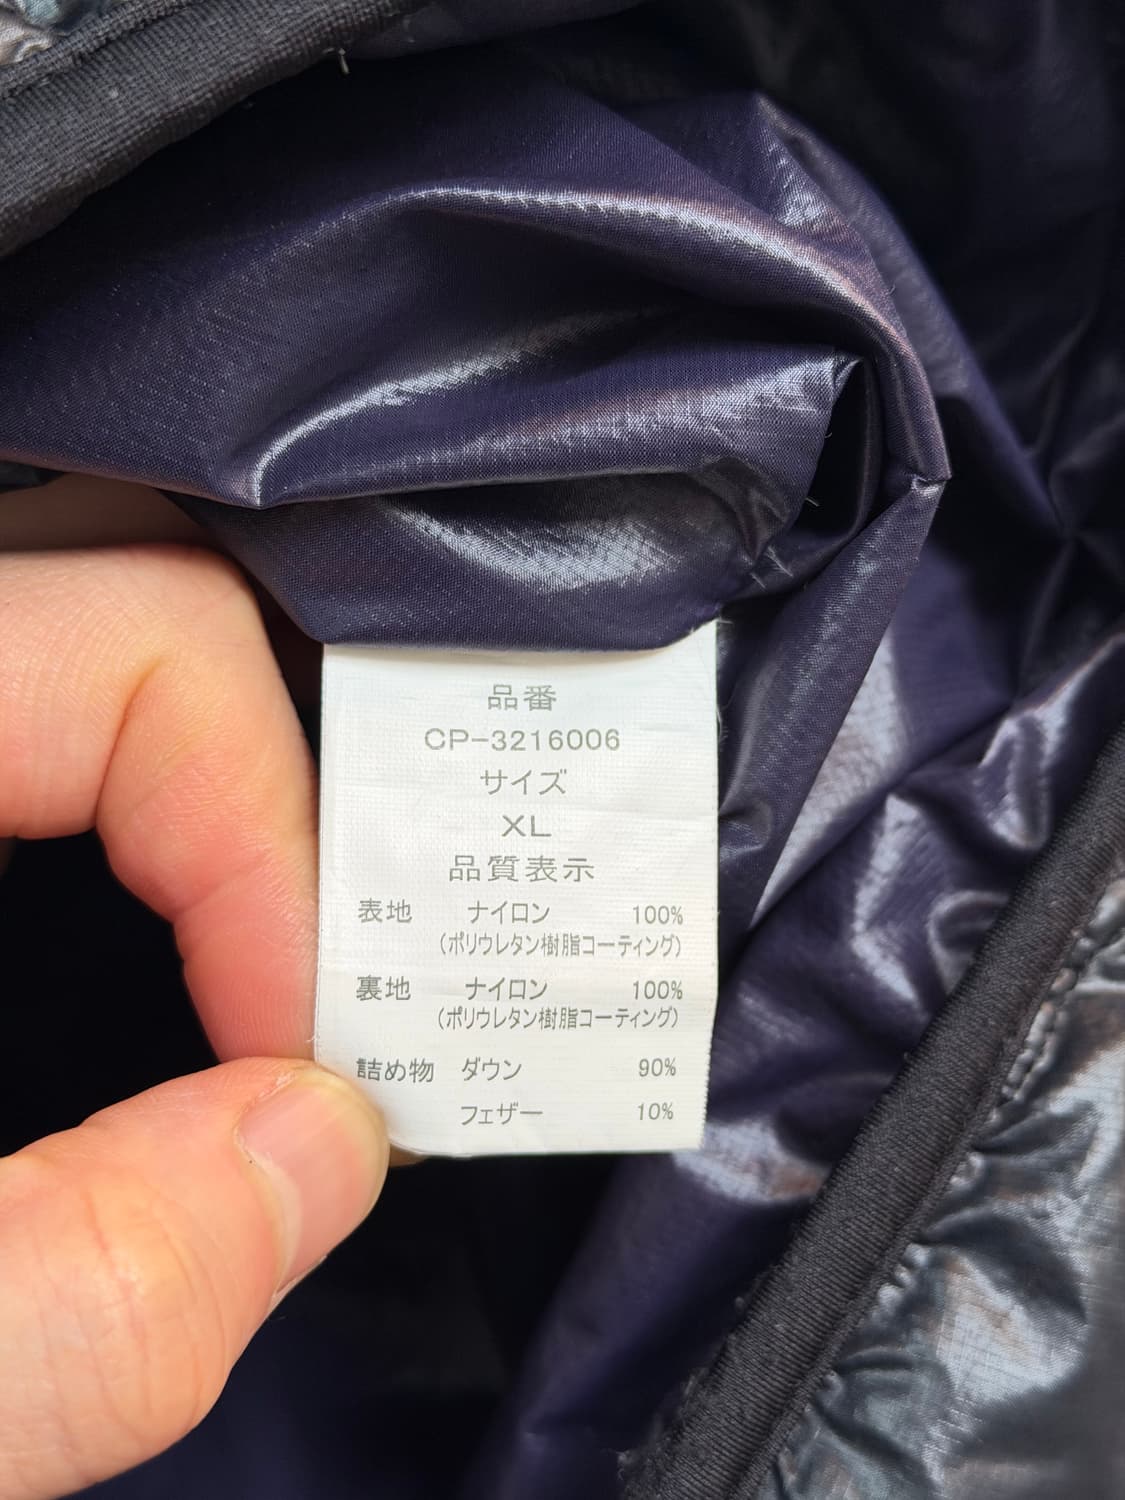 品番
CP-3216006
サイズ
XL
品質表示
表地 ナイロン 100%
(ポリウレタン樹脂コーティング)
裏地 ナイロン 100%
(ポリウレタン樹脂コーティング)
詰め物 ダウン 90%
フェザー 10%